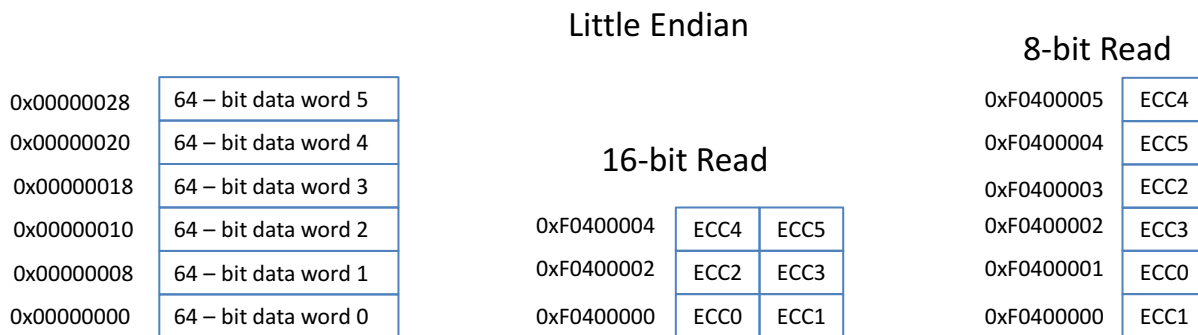 Little Endian
8-bit Read
0x00000028 64 – bit data word 5 0xF0400005 ECC4
0x00000020 64 – bit data word 4 0xF0400004 ECC5
16-bit Read
0x00000018 64 – bit data word 3 0xF0400003 ECC2
0x00000010 64 – bit data word 2 0xF0400004 ECC4 ECC5 0xF0400002 ECC3
0x00000008 64 – bit data word 1 0xF0400002 ECC2 ECC3 0xF0400001 ECC0
0x00000000 64 – bit data word 0 0xF0400000 ECC0 ECC1 0xF0400000 ECC1